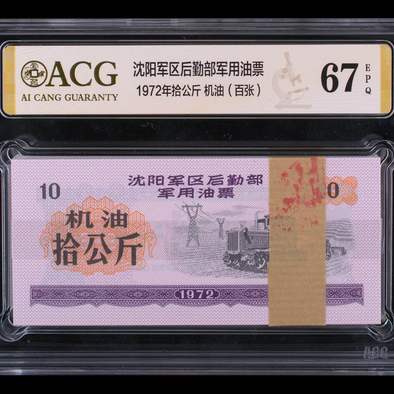 ACG
AI CANG GUARANTY
沈阳军区后勤部军用油票
1972年拾公斤 机油（百张）
67
EPQ
沈阳军区后勤部
军用油票
10
0
机油
拾公斤
1972
ACG